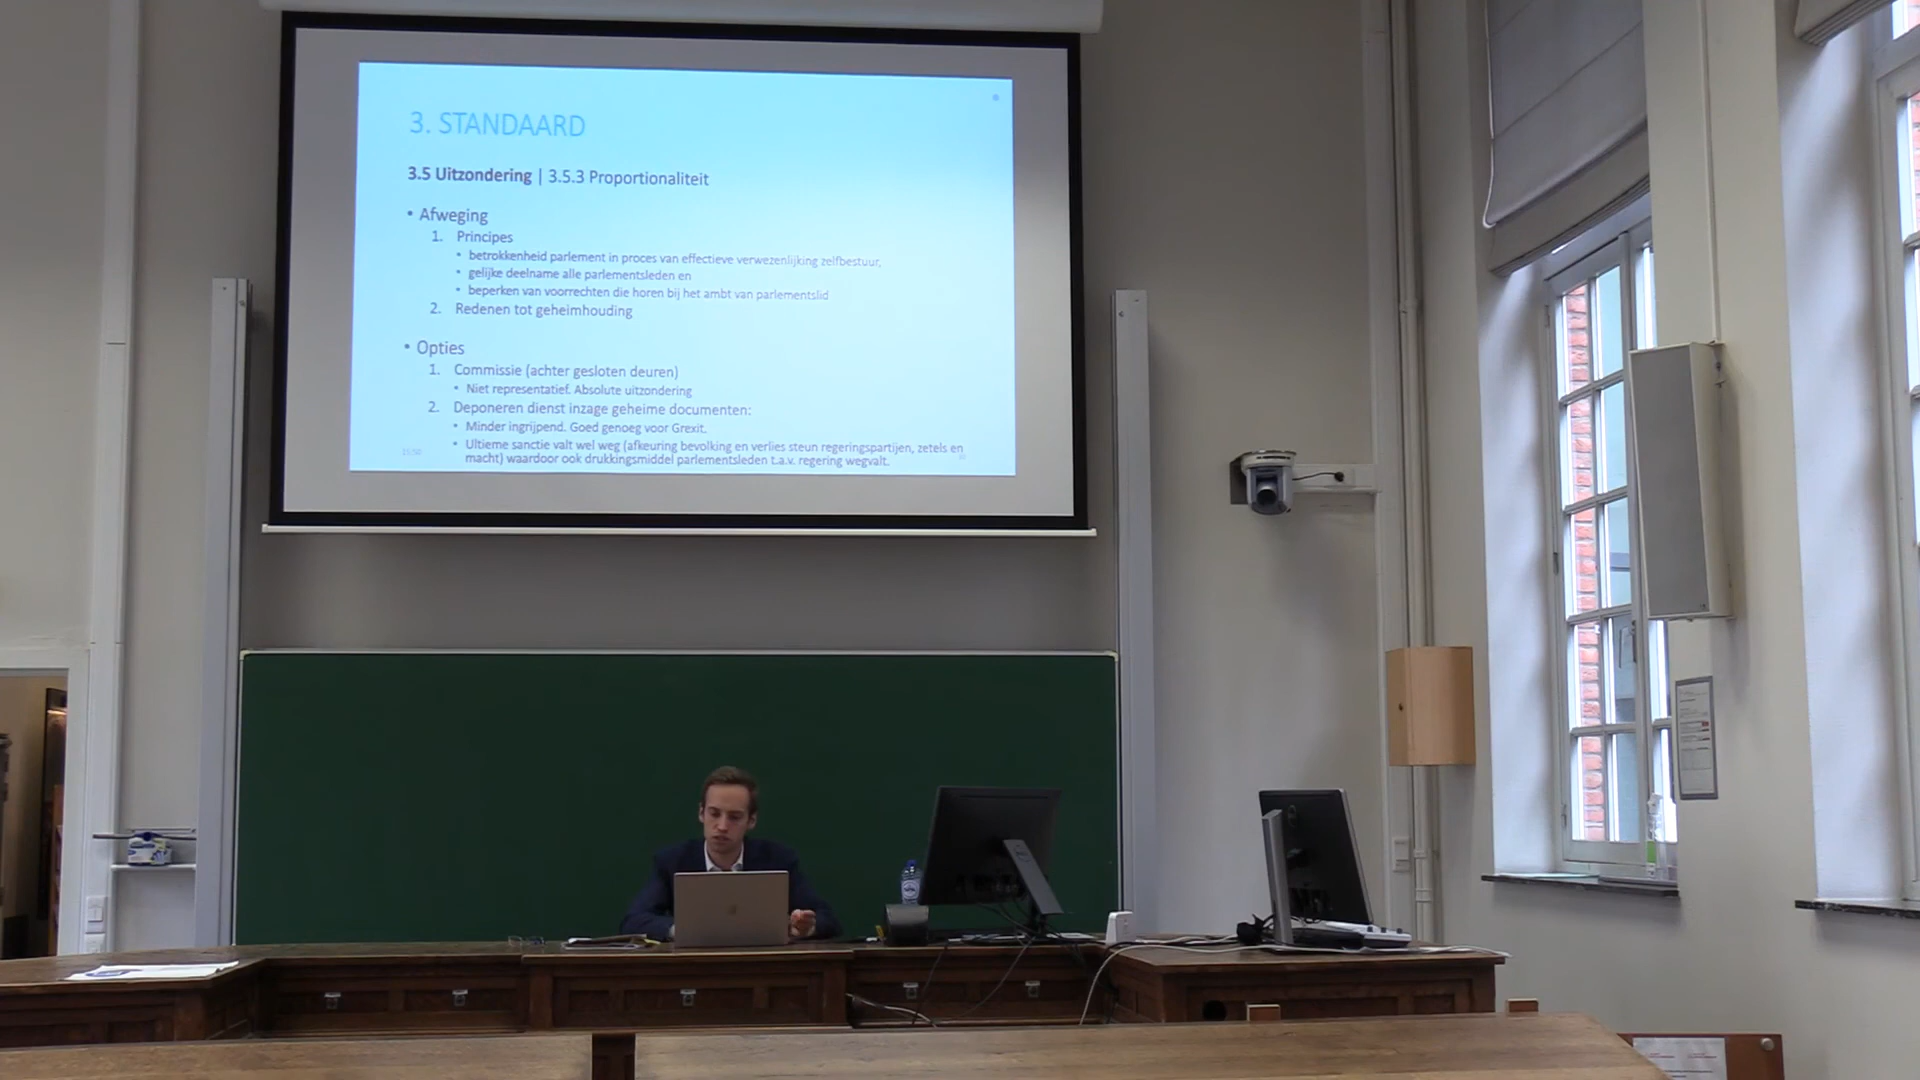 3. STANDAARD
3.5 Uitzondering | 3.5.3 Proportionaliteit
• Afweging
1. Principes
• betrokkenheid parlement in proces van effectieve verwezenlijking zelfbestuur,
• gelijke deelname alle parlementsleden en
• beperken van voorrechten die horen bij het ambt van parlementslid
2. Redenen tot geheimhouding
• Opties
1. Commissie (achter gesloten deuren)
• Niet representatief. Absolute uitzondering
2. Deponeren dienst inzage geheime documenten:
• Minder ingrijpend. Goed genoeg voor Grexit.
• Ultieme sanctie valt wel weg (afkeuring bevolking en verlies steun regeringspartijen, zetels en
macht) waardoor ook drukkingsmiddel parlementsleden t.a.v. regering wegvalt.